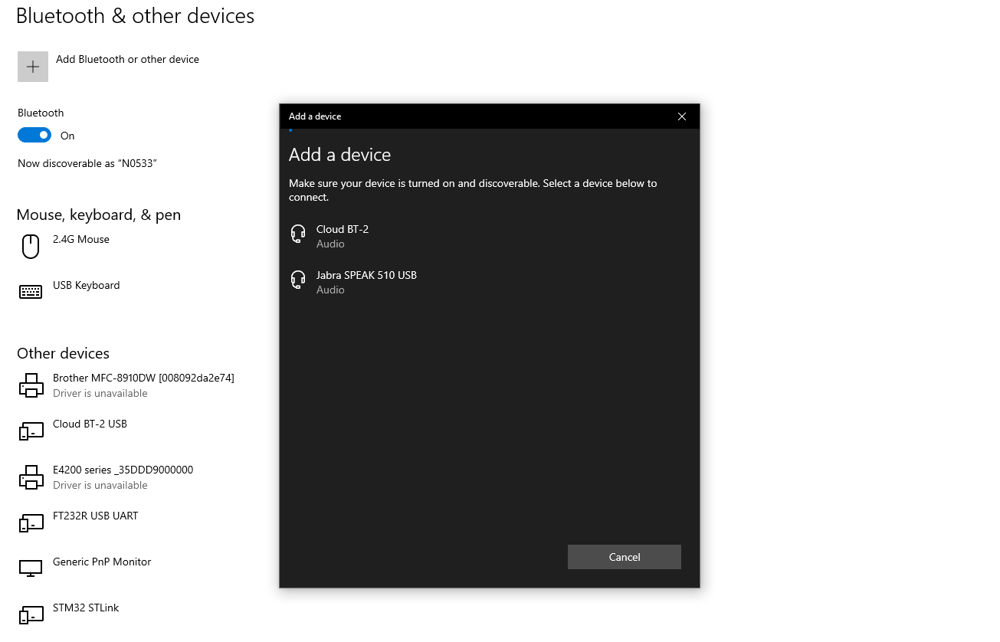 Bluetooth & other devices
Add Bluetooth or other device
Bluetooth
On
Now discoverable as “N0533”
Mouse, keyboard, & pen
2.4G Mouse
USB Keyboard
Other devices
Brother MFC-8910DW [008092da2e74]
Driver is unavailable
Cloud BT-2 USB
E4200 series _35DDD9000000
Driver is unavailable
FT232R USB UART
Generic PnP Monitor
STM32 STLink
Add a device
Add a device
Make sure your device is turned on and discoverable. Select a device below to
connect.
Cloud BT-2
Audio
Jabra SPEAK 510 USB
Audio
Cancel